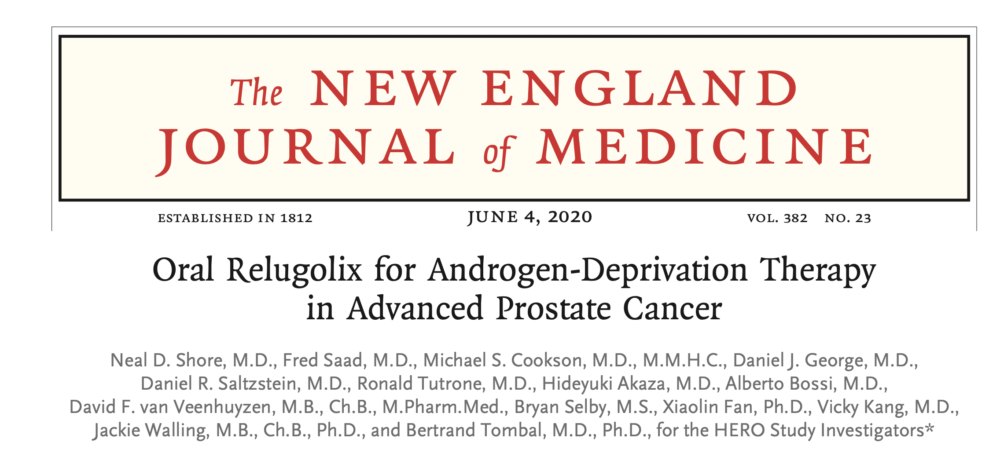 The NEW ENGLAND
JOURNAL of MEDICINE
ESTABLISHED IN 1812 JUNE 4, 2020 VOL. 382 NO. 23
Oral Relugolix for Androgen-Deprivation Therapy
in Advanced Prostate Cancer
Neal D. Shore, M.D., Fred Saad, M.D., Michael S. Cookson, M.D., M.M.H.C., Daniel J. George, M.D.,
Daniel R. Saltzstein, M.D., Ronald Tutrone, M.D., Hideyuki Akaza, M.D., Alberto Bossi, M.D.,
David F. van Veenhuyzen, M.B., Ch.B., M.Pharm.Med., Bryan Selby, M.S., Xiaolin Fan, Ph.D., Vicky Kang, M.D.,
Jackie Walling, M.B., Ch.B., Ph.D., and Bertrand Tombal, M.D., Ph.D., for the HERO Study Investigators*